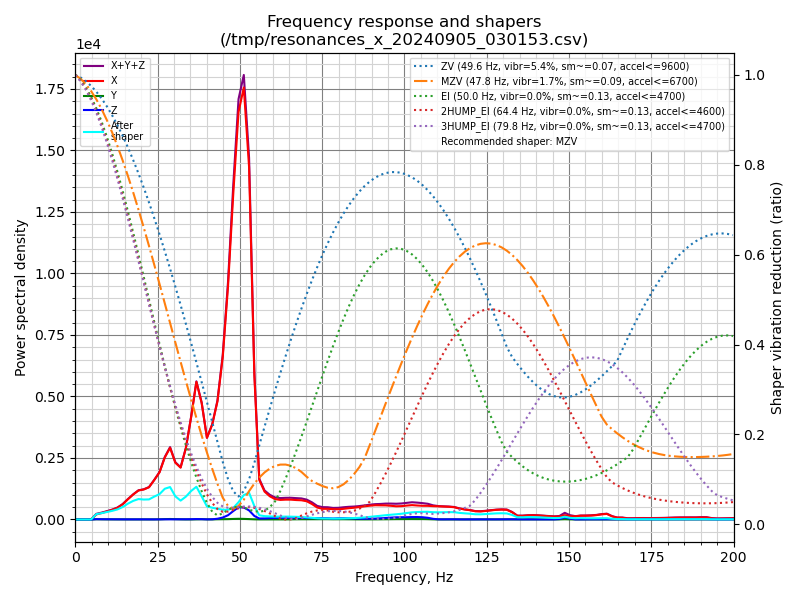 Frequency response and shapers
(/tmp/resonances_x_20240905_030153.csv)
1e4
X+Y+Z
X
Y
Z
After
shaper
ZV (49.6 Hz, vibr=5.4%, sm~=0.07, accel<=9600)
MZV (47.8 Hz, vibr=1.7%, sm~=0.09, accel<=6700)
EI (50.0 Hz, vibr=0.0%, sm~=0.13, accel<=4700)
2HUMP_EI (64.4 Hz, vibr=0.0%, sm~=0.13, accel<=4600)
3HUMP_EI (79.8 Hz, vibr=0.0%, sm~=0.13, accel<=4700)
Recommended shaper: MZV
Power spectral density
1.75
1.50
1.25
1.00
0.75
0.50
0.25
0.00
1.0
0.8
0.6
0.4
0.2
0.0
Shaper vibration reduction (ratio)
0 25 50 75 100 125 150 175 200
Frequency, Hz